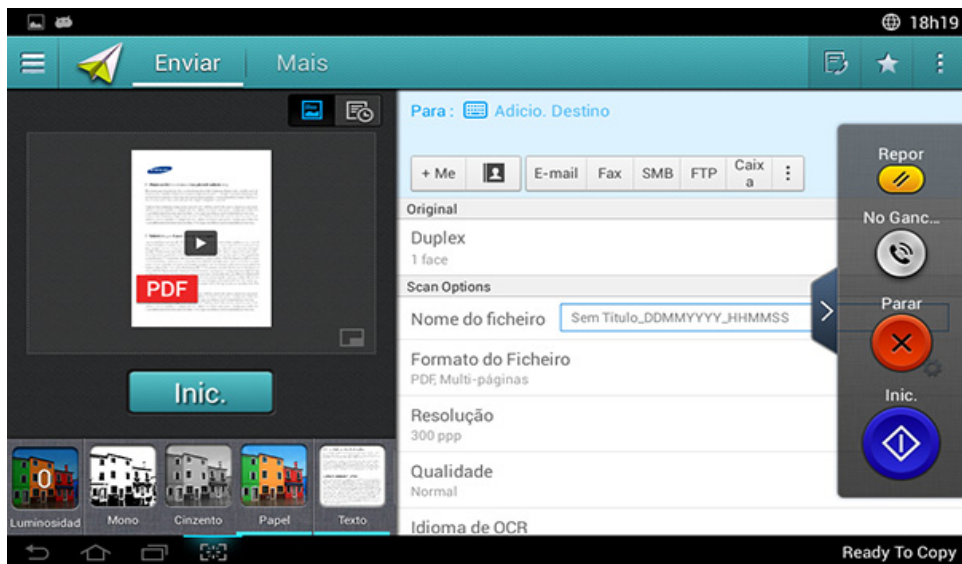 18h19
Enviar
Mais
Para : Adicio. Destino
+ Me
E-mail
Fax
SMB
FTP
Caix
a
Original
Duplex
1 face
Scan Options
Nome do ficheiro
Sem Titulo_DDMMYYYY_HHMMSS
Formato do Ficheiro
PDF, Multi-páginas
Resolução
300 ppp
Qualidade
Normal
Idioma de OCR
PDF
Inic.
0
Luminosidad
Mono
Cinzento
Papel
Texto
Repor
No Ganc...
Parar
Inic.
Ready To Copy